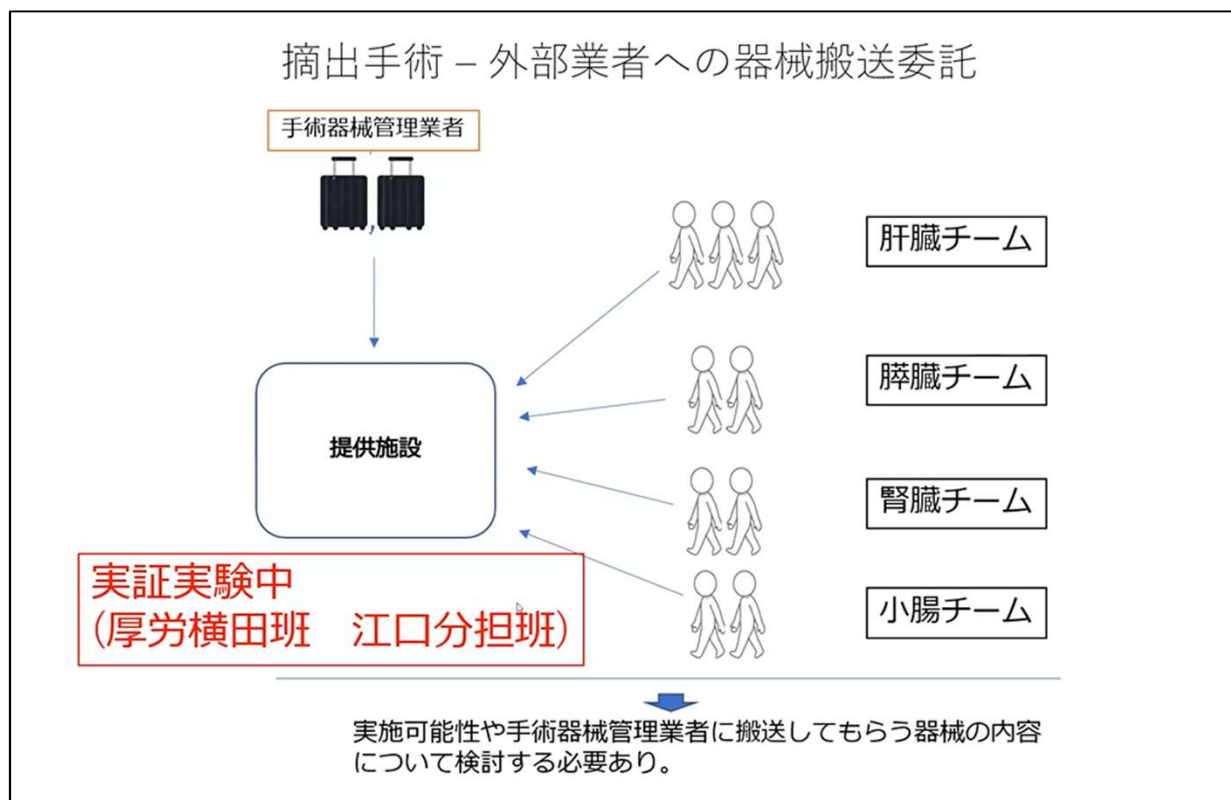 摘出手術 – 外部業者への器械搬送委託
手術器械管理業者
肝臓チーム
膵臓チーム
提供施設
腎臓チーム
実証実験中
(厚労横田班　江口分担班)
小腸チーム
実施可能性や手術器械管理業者に搬送してもらう器械の内容
について検討する必要あり。